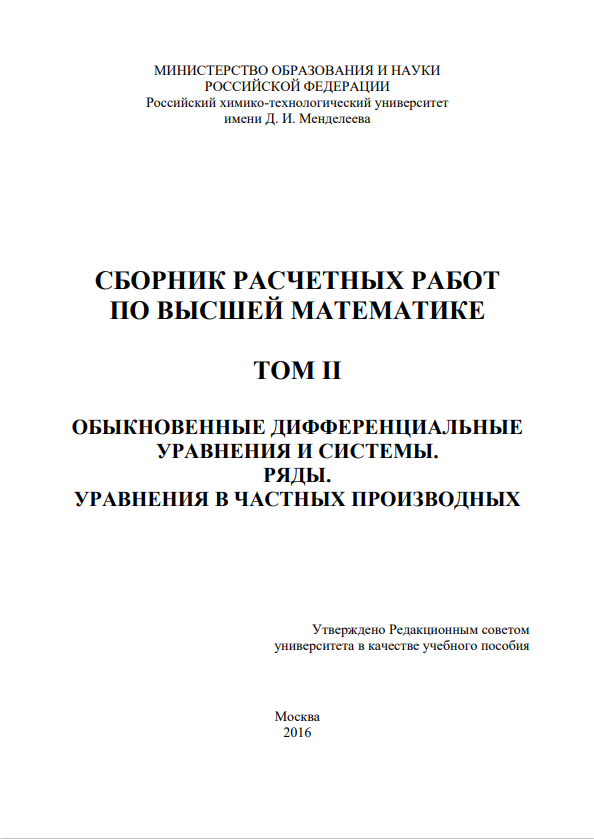 МИНИСТЕРСТВО ОБРАЗОВАНИЯ И НАУКИ
РОССИЙСКОЙ ФЕДЕРАЦИИ
Российский химико-технологический университет
имени Д. И. Менделеева
СБОРНИК РАСЧЕТНЫХ РАБОТ
ПО ВЫСШЕЙ МАТЕМАТИКЕ
ТОМ II
ОБЫКНОВЕННЫЕ ДИФФЕРЕНЦИАЛЬНЫЕ
УРАВНЕНИЯ И СИСТЕМЫ.
РЯДЫ.
УРАВНЕНИЯ В ЧАСТНЫХ ПРОИЗВОДНЫХ
Утверждено Редакционным советом
университета в качестве учебного пособия
Москва
2016